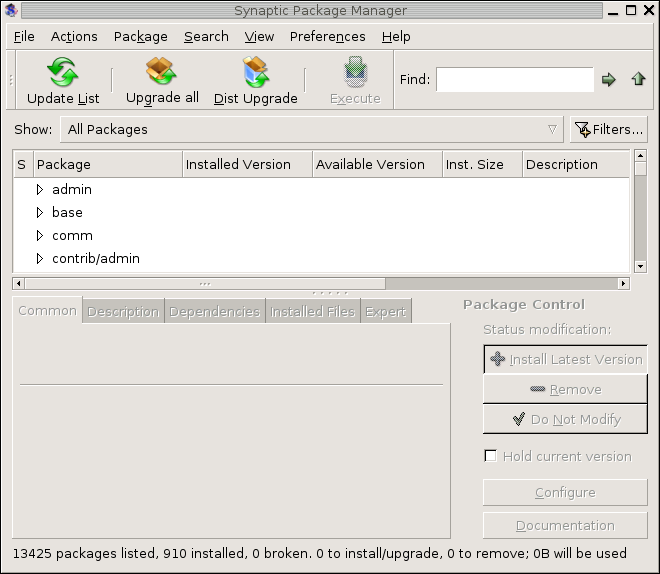 Synaptic Package Manager
File Actions Package Search View Preferences Help
Update List Upgrade all Dist Upgrade Execute Find:
Show: All Packages Filters...
S Package Installed Version Available Version Inst. Size Description
admin
base
comm
contrib/admin
Common Description Dependencies Installed Files Expert
Package Control
Status modification:
Install Latest Version
Remove
Do Not Modify
Hold current version
Configure
Documentation
13425 packages listed, 910 installed, 0 broken. 0 to install/upgrade, 0 to remove; 0B will be used